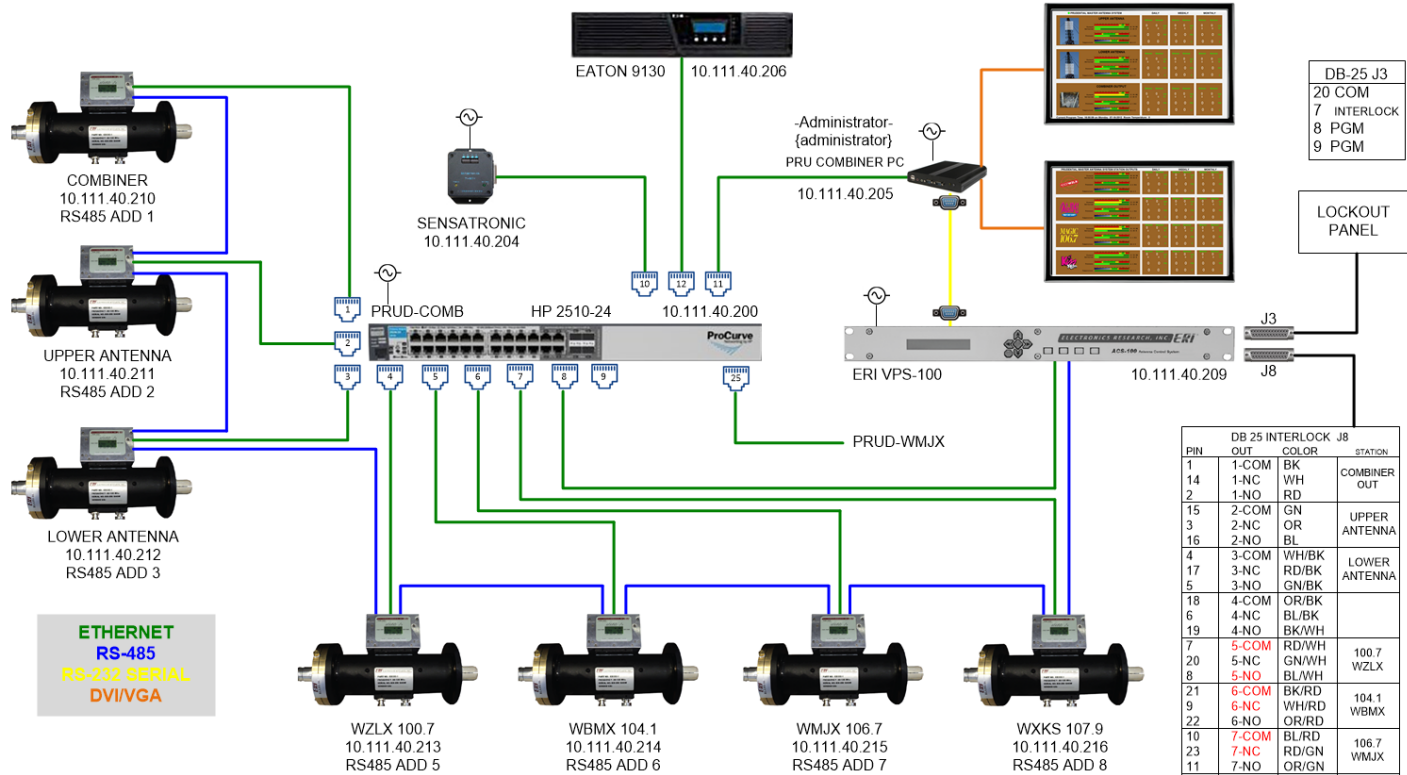 EATON 9130 10.111.40.206
COMBINER
10.111.40.210
RS485 ADD 1
UPPER ANTENNA
10.111.40.211
RS485 ADD 2
LOWER ANTENNA
10.111.40.212
RS485 ADD 3
SENSATRONIC
10.111.40.204
-Administrator-
{administrator}
PRU COMBINER PC
10.111.40.205
PRUD-COMB HP 2510-24 10.111.40.200
ProCurve
10
12
11
1
2
3
4
5
6
7
8
9
25
PRUD-WMJX
ELECTRONICS RESEARCH, INC. ERI
ACS-100 Antenna Control System
ERI VPS-100 10.111.40.209
J3
J8
MAGIC
106.7
DB-25 J3
20 COM
7 INTERLOCK
8 PGM
9 PGM
LOCKOUT
PANEL
ETHERNET
RS-485
RS-232 SERIAL
DVI/VGA
WZLX 100.7
10.111.40.213
RS485 ADD 5
WBMX 104.1
10.111.40.214
RS485 ADD 6
WMJX 106.7
10.111.40.215
RS485 ADD 7
WXKS 107.9
10.111.40.216
RS485 ADD 8
DB 25 INTERLOCK J8
PIN OUT COLOR STATION
1 1-COM BK
14 1-NC WH
2 1-NO RD
COMBINER
OUT
15 2-COM GN
3 2-NC OR
16 2-NO BL
UPPER
ANTENNA
4 3-COM WH/BK
17 3-NC RD/BK
5 3-NO GN/BK
LOWER
ANTENNA
18 4-COM OR/BK
6 4-NC BL/BK
19 4-NO BK/WH
7 5-COM RD/WH
20 5-NC GN/WH
8 5-NO BL/WH
100.7
WZLX
21 6-COM BK/RD
9 6-NC WH/RD
22 6-NO OR/RD
104.1
WBMX
10 7-COM BL/RD
23 7-NC RD/GN
11 7-NO OR/GN
106.7
WMJX